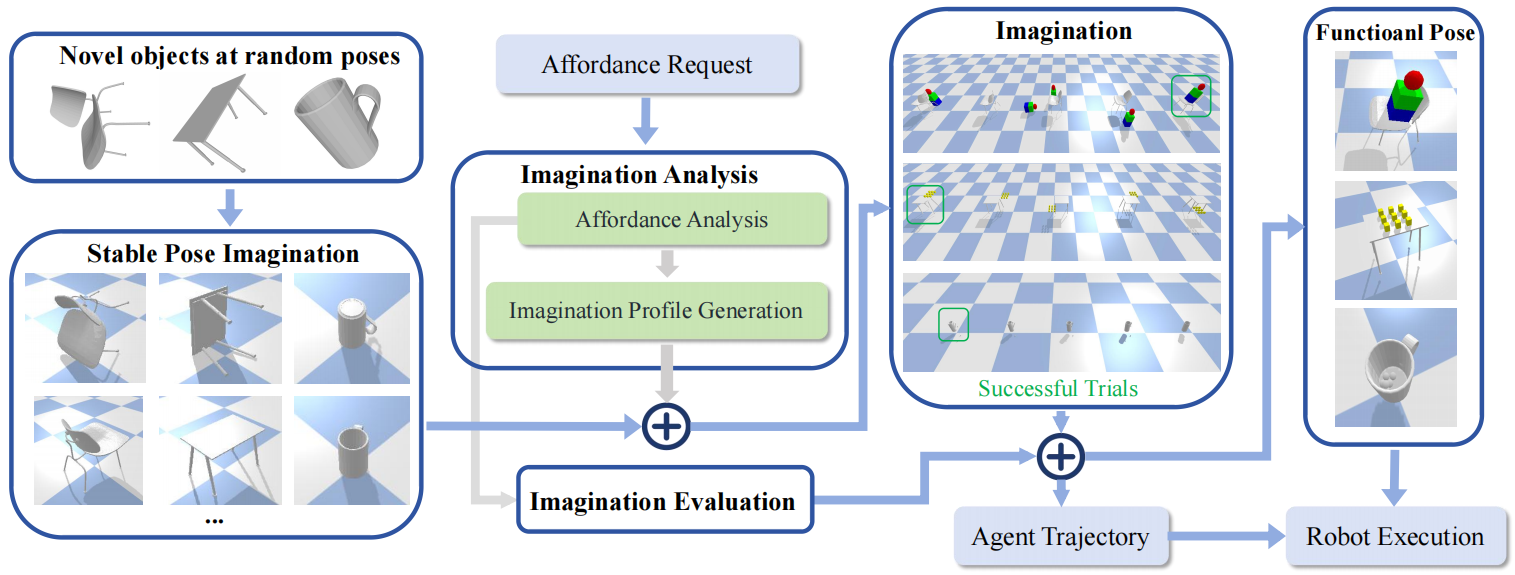 Novel objects at random poses
Stable Pose Imagination
...
Affordance Request
Imagination Analysis
Affordance Analysis
Imagination Profile Generation
Imagination Evaluation
Imagination
Successful Trials
Agent Trajectory
Functioanl Pose
Robot Execution